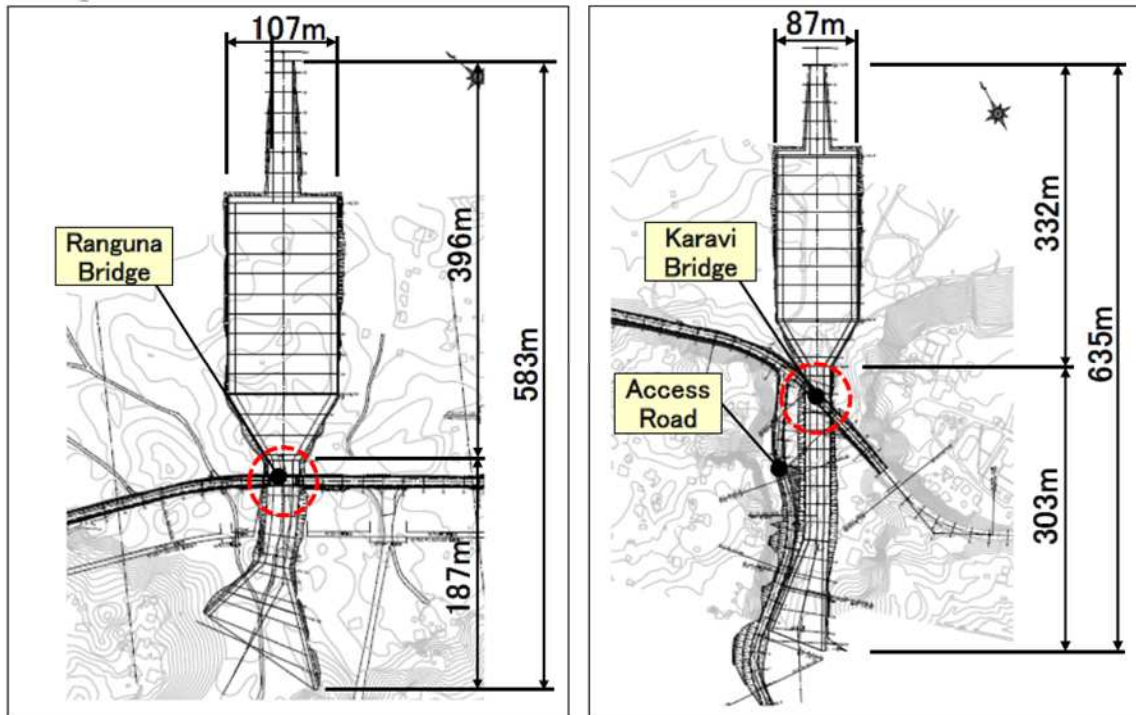 107m
Ranguna
Bridge
396m
583m
187m
87m
Karavi
Bridge
Access
Road
332m
635m
303m